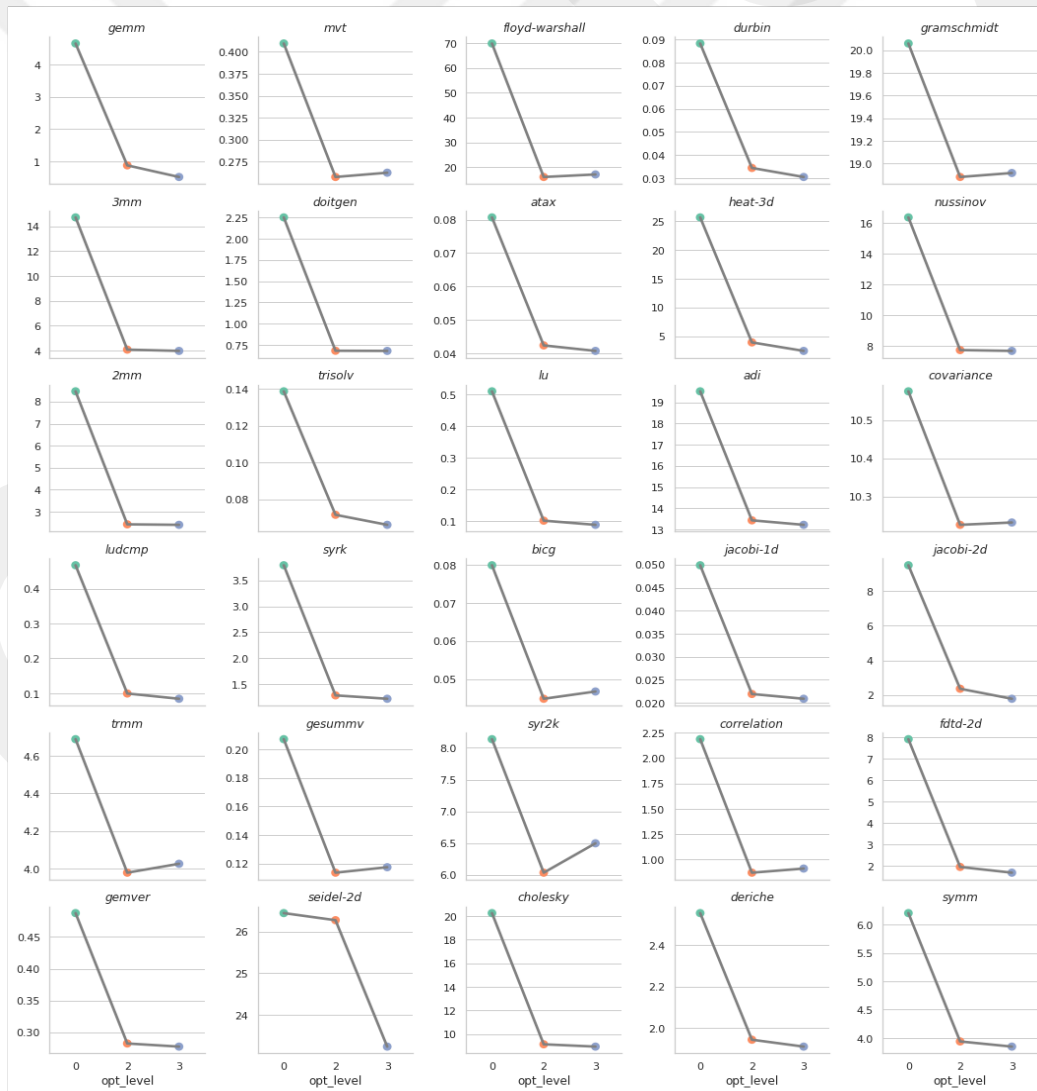 gemm mvt floyd-warshall durbin gramschmidt
4 0.400 70 0.09 20.0
3 0.375 60 0.08 19.8
2 0.350 50 0.07 19.6
1 0.325 40 0.06 19.4
0.300 30 0.05 19.2
0.275 20 0.04 19.0
0.03
3mm doitgen atax heat-3d nussinov
14 2.25 0.08 25 16
12 2.00 0.07 20 14
10 1.75 0.06 15 12
8 1.50 0.05 10 10
6 1.25 0.04 5 8
4 1.00
0.75
2mm trisolv lu adi covariance
8 0.14 0.5 19 10.5
7 0.12 0.4 18 10.4
6 0.10 0.3 17 10.3
5 0.08 0.2 16
4 0.1 15
3 14
13
ludcmp syrk bicg jacobi-1d jacobi-2d
0.4 3.5 0.08 0.050 8
0.3 3.0 0.07 0.045 6
0.2 2.5 0.06 0.040 4
0.1 2.0 0.05 0.035 2
1.5 0.030
0.025
0.020
trmm gesummv syr2k correlation fdtd-2d
4.6 0.20 8.0 2.25 8
4.4 0.18 7.5 2.00 7
4.2 0.16 7.0 1.75 6
4.0 0.14 6.5 1.50 5
0.12 6.0 1.25 4
1.00 3
2
gemver seidel-2d cholesky deriche symm
0.45 26 20 2.4 6.0
0.40 25 18 2.2 5.5
0.35 24 16 2.0 5.0
0.30 14 4.5
12 4.0
10
0 2 3 0 2 3 0 2 3 0 2 3 0 2 3
opt_level opt_level opt_level opt_level opt_level